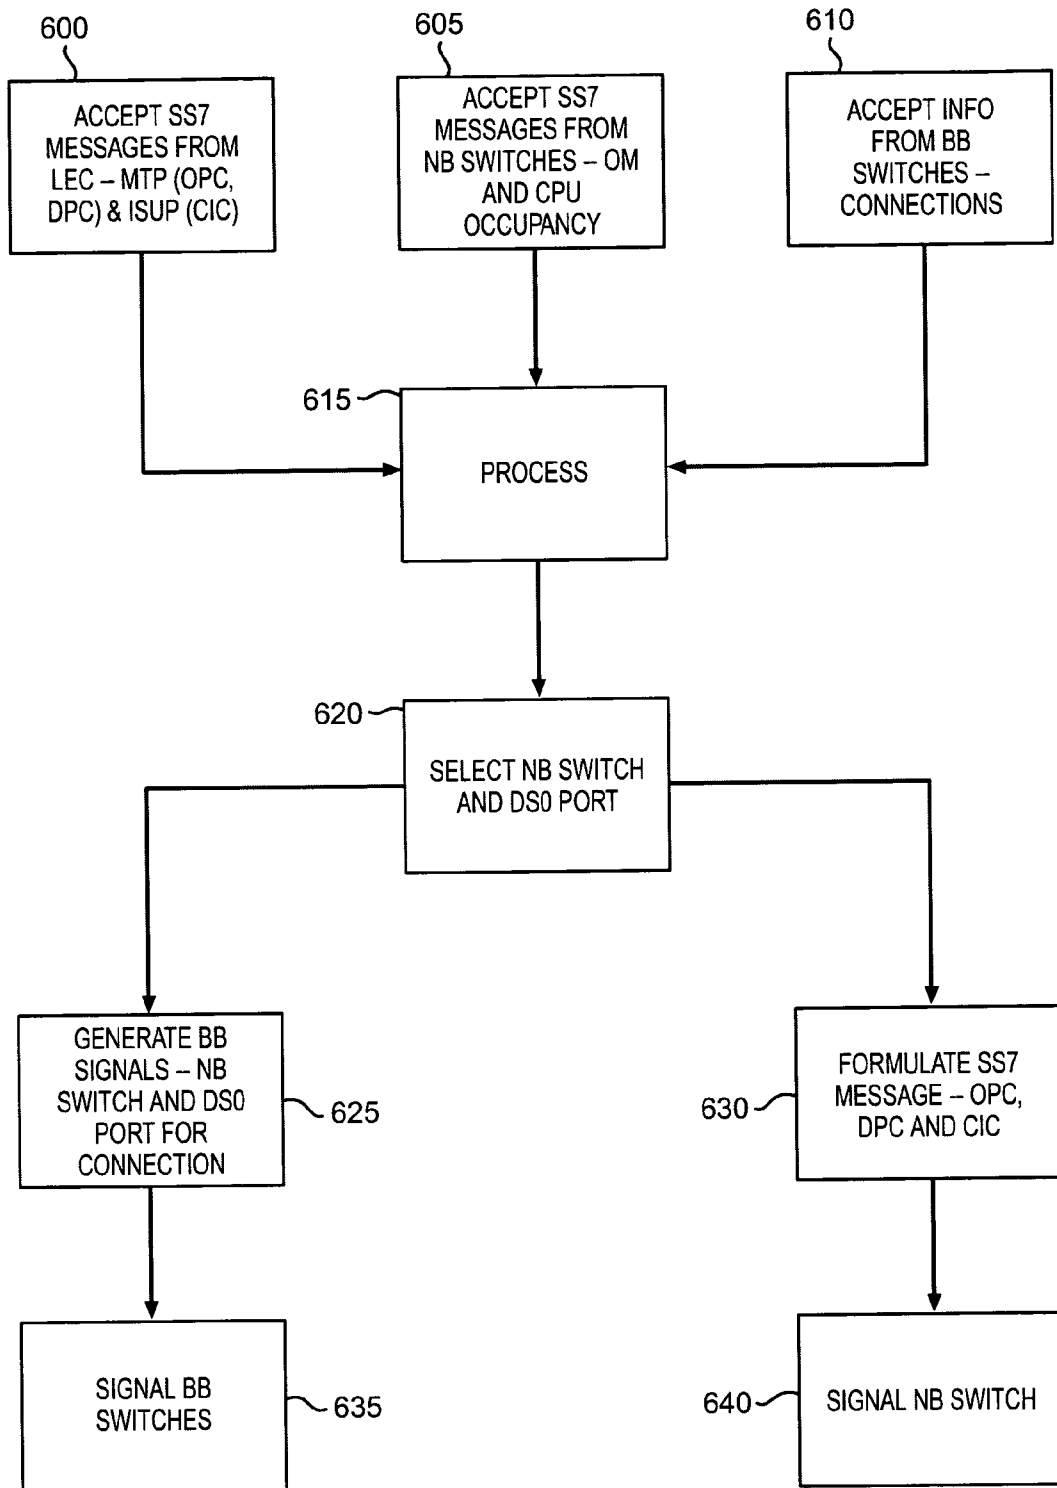 600
ACCEPT SS7
MESSAGES FROM
LEC – MTP (OPC,
DPC) & ISUP (CIC)
605
ACCEPT SS7
MESSAGES FROM
NB SWITCHES – OM
AND CPU
OCCUPANCY
610
ACCEPT INFO
FROM BB
SWITCHES –
CONNECTIONS
615
PROCESS
620
SELECT NB SWITCH
AND DS0 PORT
GENERATE BB
SIGNALS – NB
SWITCH AND DS0
PORT FOR
CONNECTION
625
630
FORMULATE SS7
MESSAGE – OPC,
DPC AND CIC
SIGNAL BB
SWITCHES
635
640
SIGNAL NB SWITCH